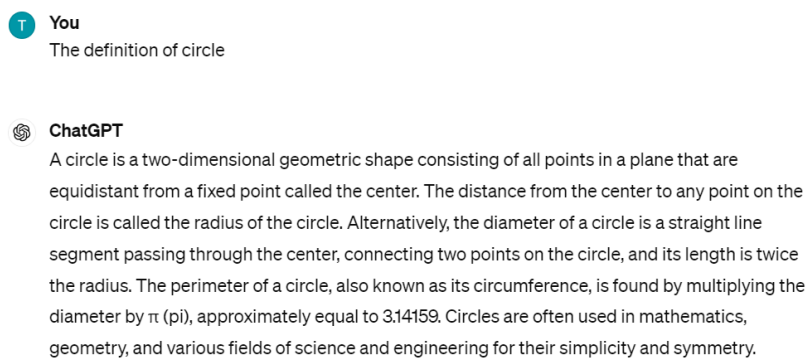 T
You
The definition of circle
ChatGPT
A circle is a two-dimensional geometric shape consisting of all points in a plane that are
equidistant from a fixed point called the center. The distance from the center to any point on the
circle is called the radius of the circle. Alternatively, the diameter of a circle is a straight line
segment passing through the center, connecting two points on the circle, and its length is twice
the radius. The perimeter of a circle, also known as its circumference, is found by multiplying the
diameter by π (pi), approximately equal to 3.14159. Circles are often used in mathematics,
geometry, and various fields of science and engineering for their simplicity and symmetry.